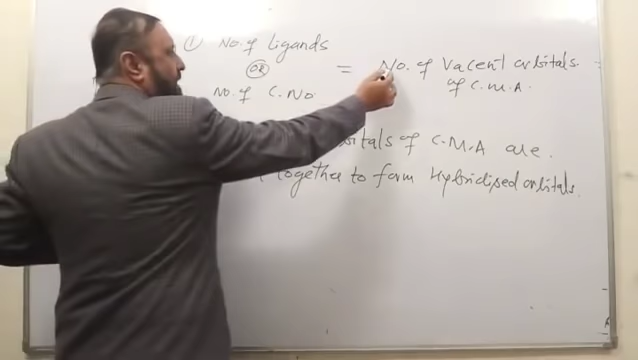 ① No. of Ligands
OR = No. of Vacent orbitals
No. of C. No. of C.M.A.
of C.M.A are
together to form Hybridised orbitals.